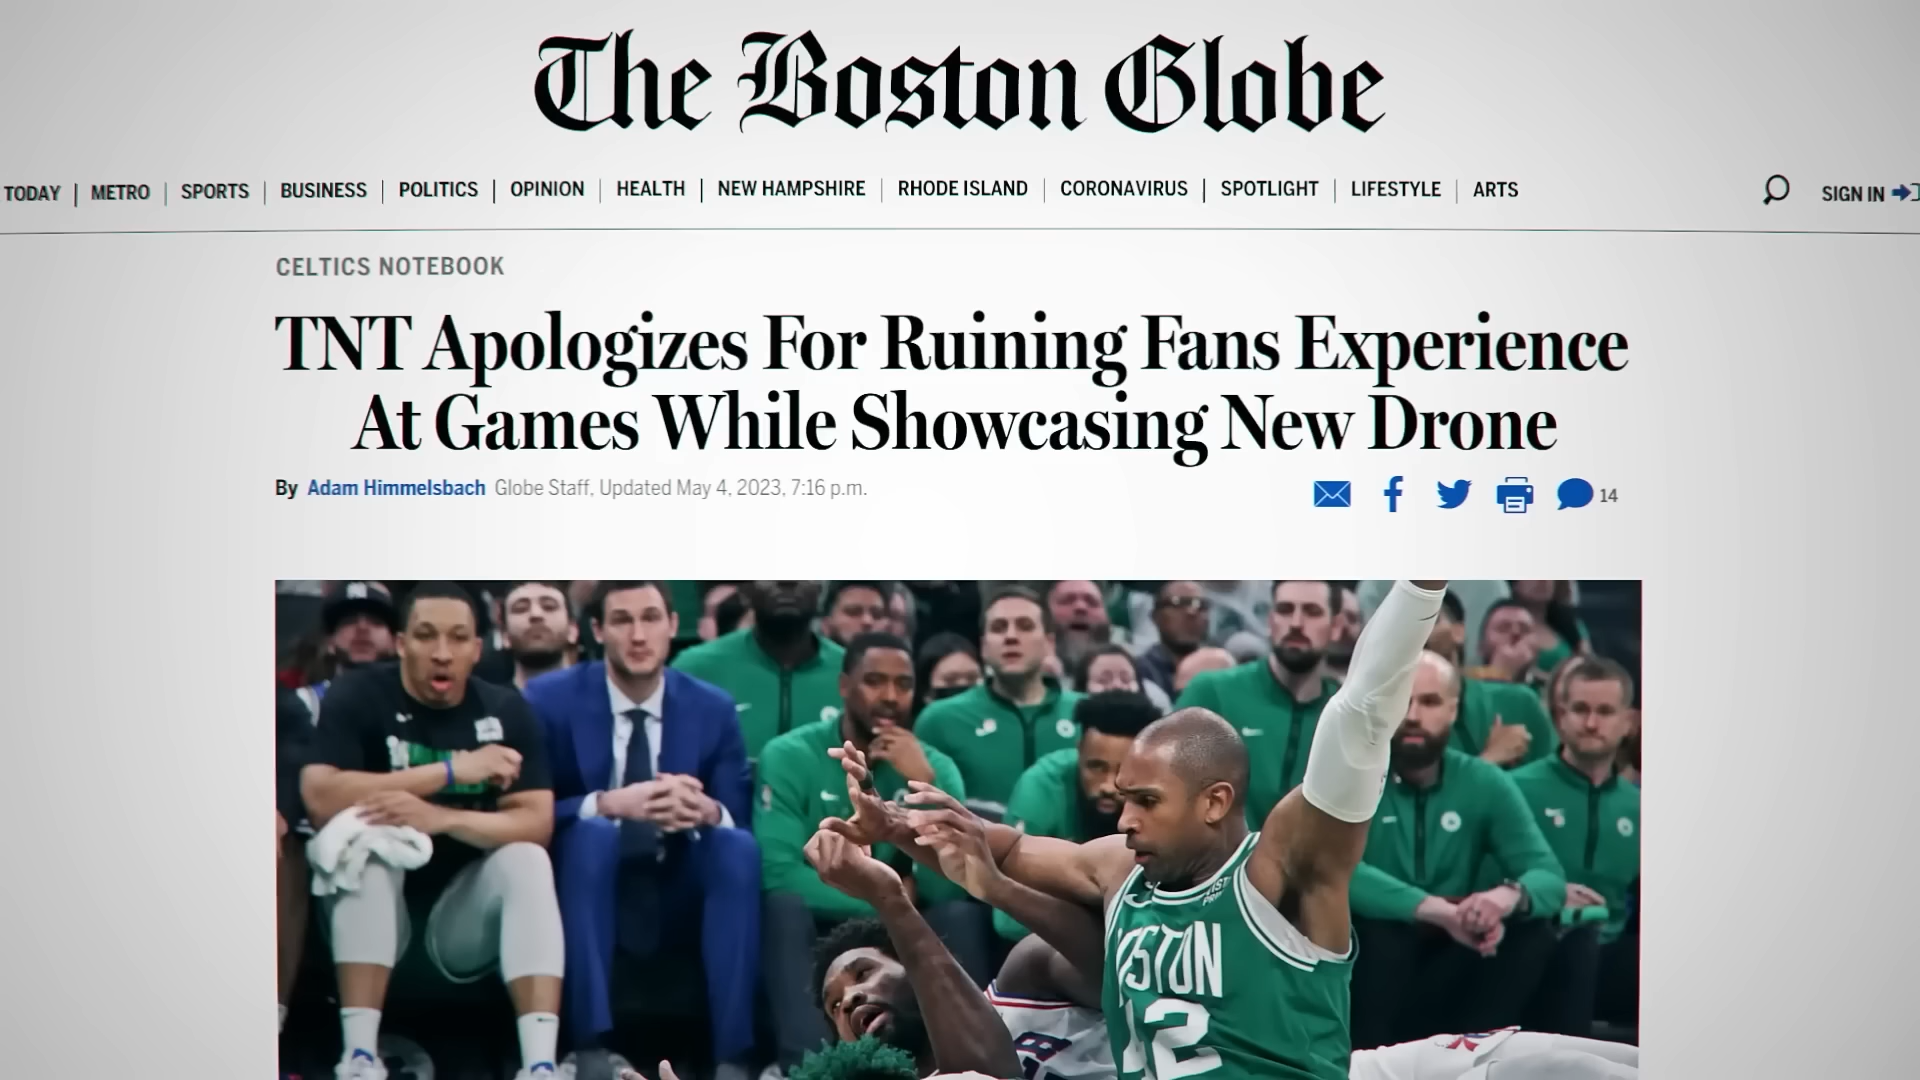 The Boston Globe
TODAY | METRO | SPORTS | BUSINESS | POLITICS | OPINION | HEALTH | NEW HAMPSHIRE | RHODE ISLAND | CORONAVIRUS | SPOTLIGHT | LIFESTYLE | ARTS
SIGN IN
CELTICS NOTEBOOK
TNT Apologizes For Ruining Fans Experience
At Games While Showcasing New Drone
By Adam Himmelsbach Globe Staff, Updated May 4, 2023, 7:16 p.m.
14